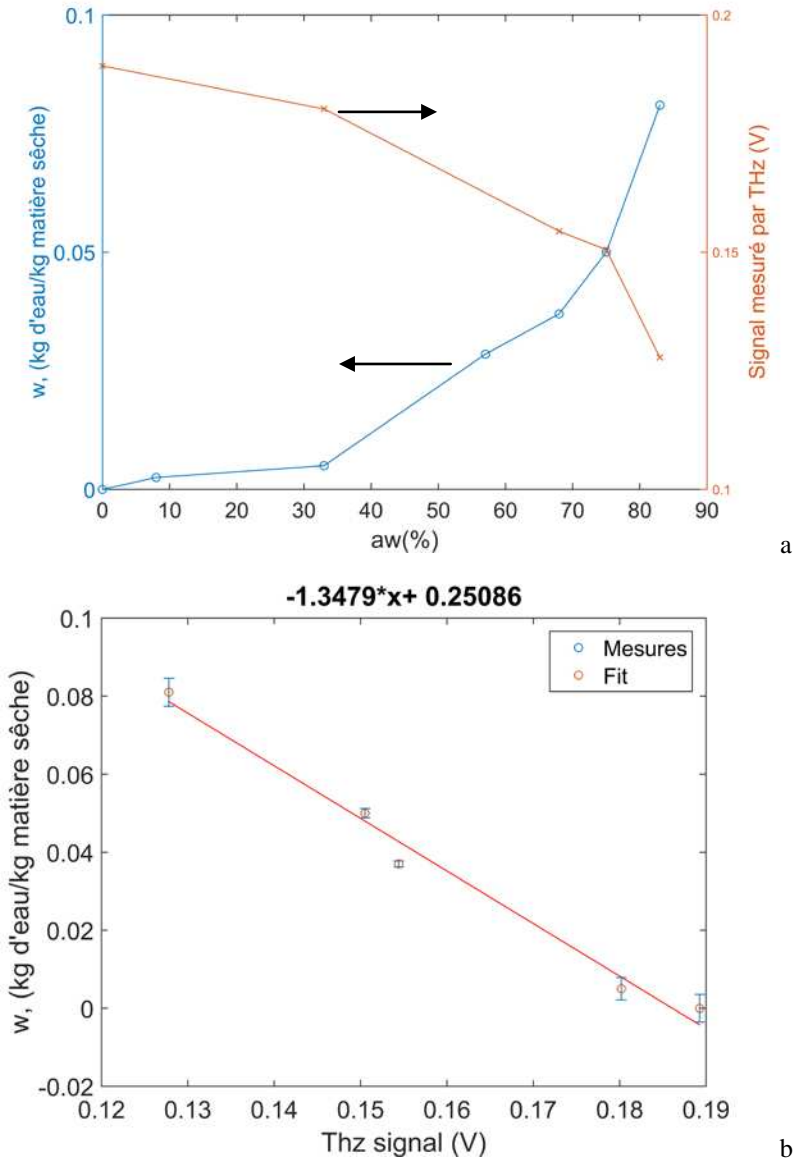 0.1
0.05
0
w, (kg d'eau/kg matière sêche)
0.2
0.15
0.1
Signal mesuré par THz (V)
0 10 20 30 40 50 60 70 80 90
aw(%)
a
-1.3479*x+ 0.25086
Mesures
Fit
0.1
0.08
0.06
0.04
0.02
0
-0.02
w, (kg d'eau/kg matière sêche)
0.12 0.13 0.14 0.15 0.16 0.17 0.18 0.19
Thz signal (V)
b